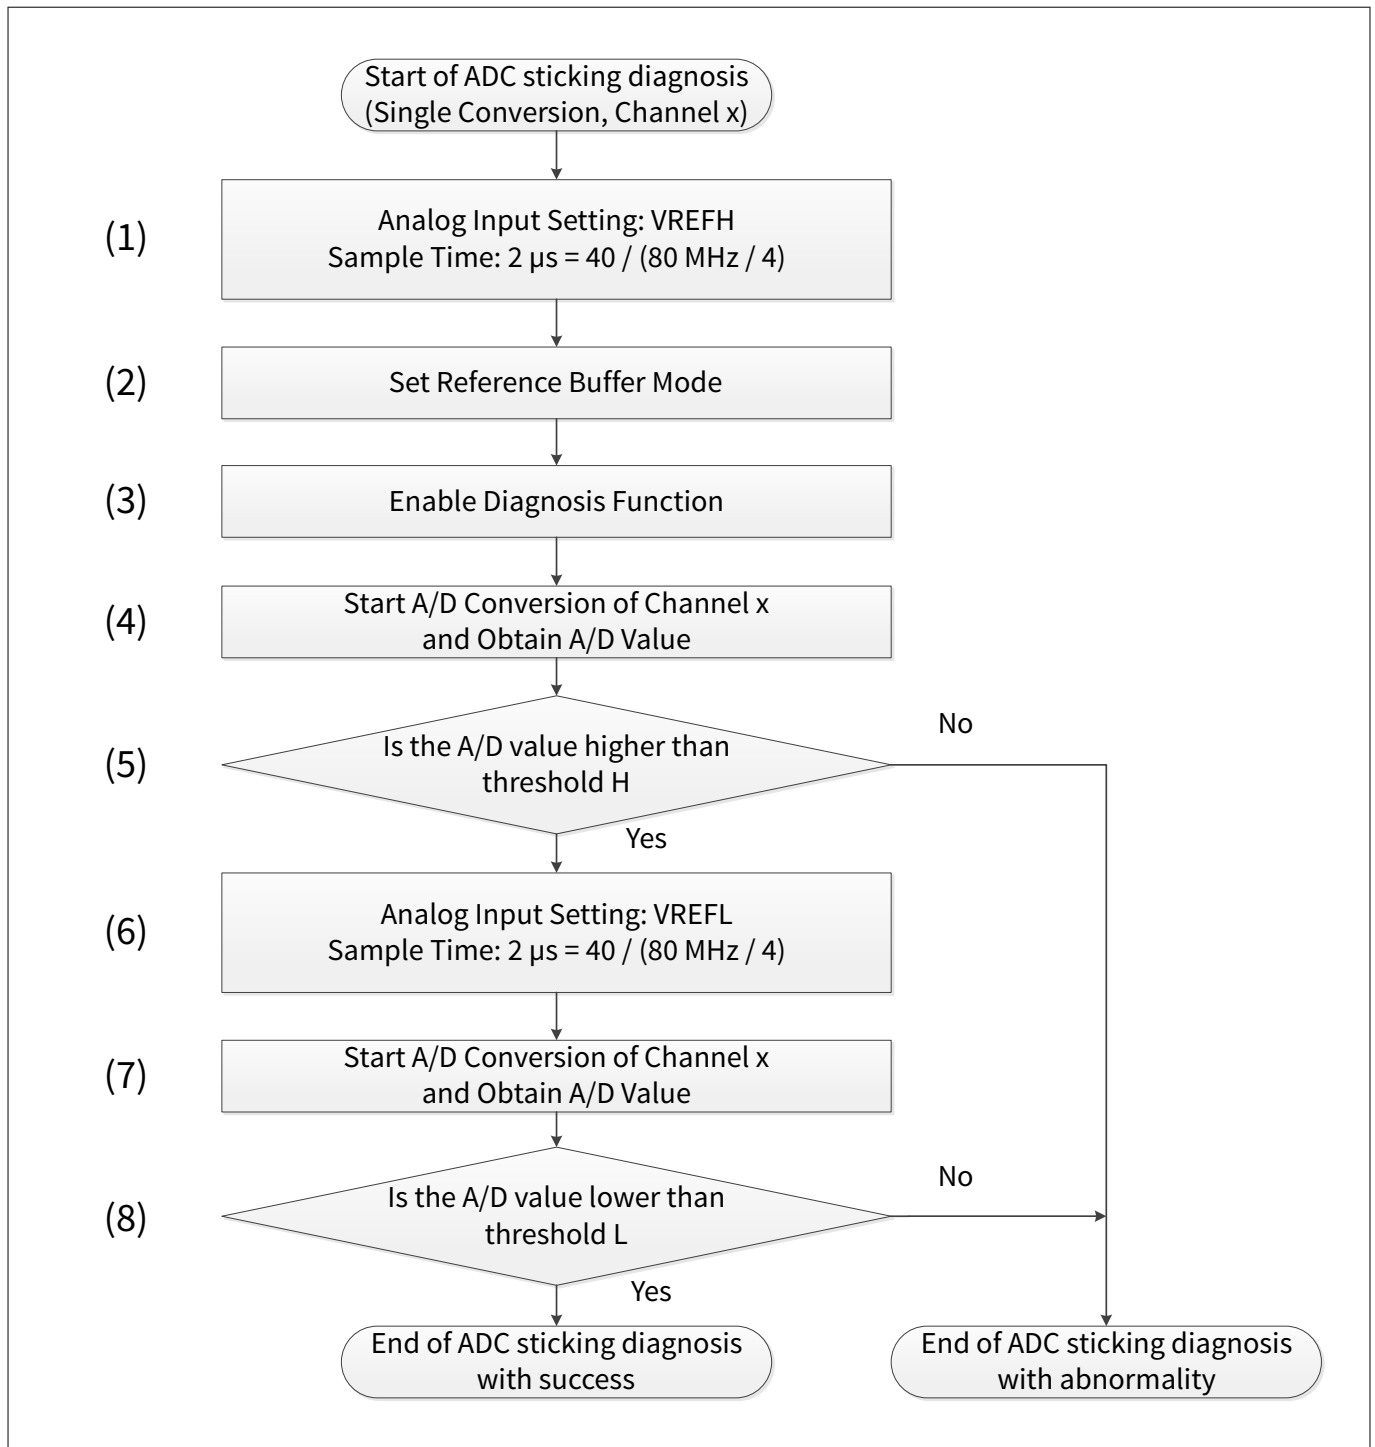 Start of ADC sticking diagnosis
(Single Conversion, Channel x)
(1)
Analog Input Setting: VREFH
Sample Time: 2 µs = 40 / (80 MHz / 4)
(2)
Set Reference Buffer Mode
(3)
Enable Diagnosis Function
(4)
Start A/D Conversion of Channel x
and Obtain A/D Value
(5)
Is the A/D value higher than
threshold H
No
Yes
(6)
Analog Input Setting: VREFL
Sample Time: 2 µs = 40 / (80 MHz / 4)
(7)
Start A/D Conversion of Channel x
and Obtain A/D Value
(8)
Is the A/D value lower than
threshold L
No
Yes
End of ADC sticking diagnosis
with success
End of ADC sticking diagnosis
with abnormality